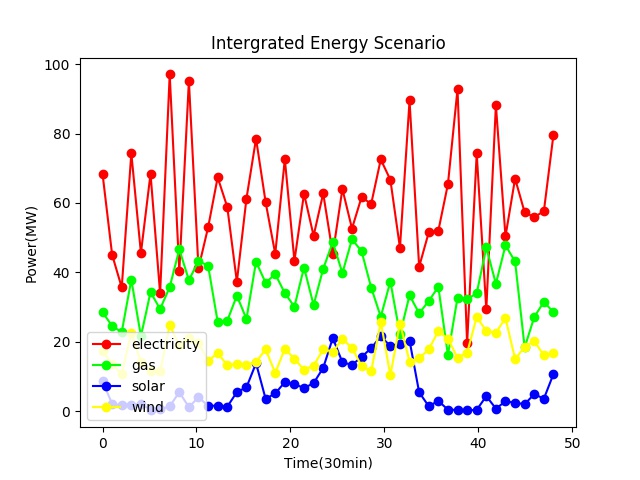 Intergrated Energy Scenario
Power(MW)
100
80
60
40
20
0
electricity
gas
solar
wind
0 10 20 30 40 50
Time(30min)